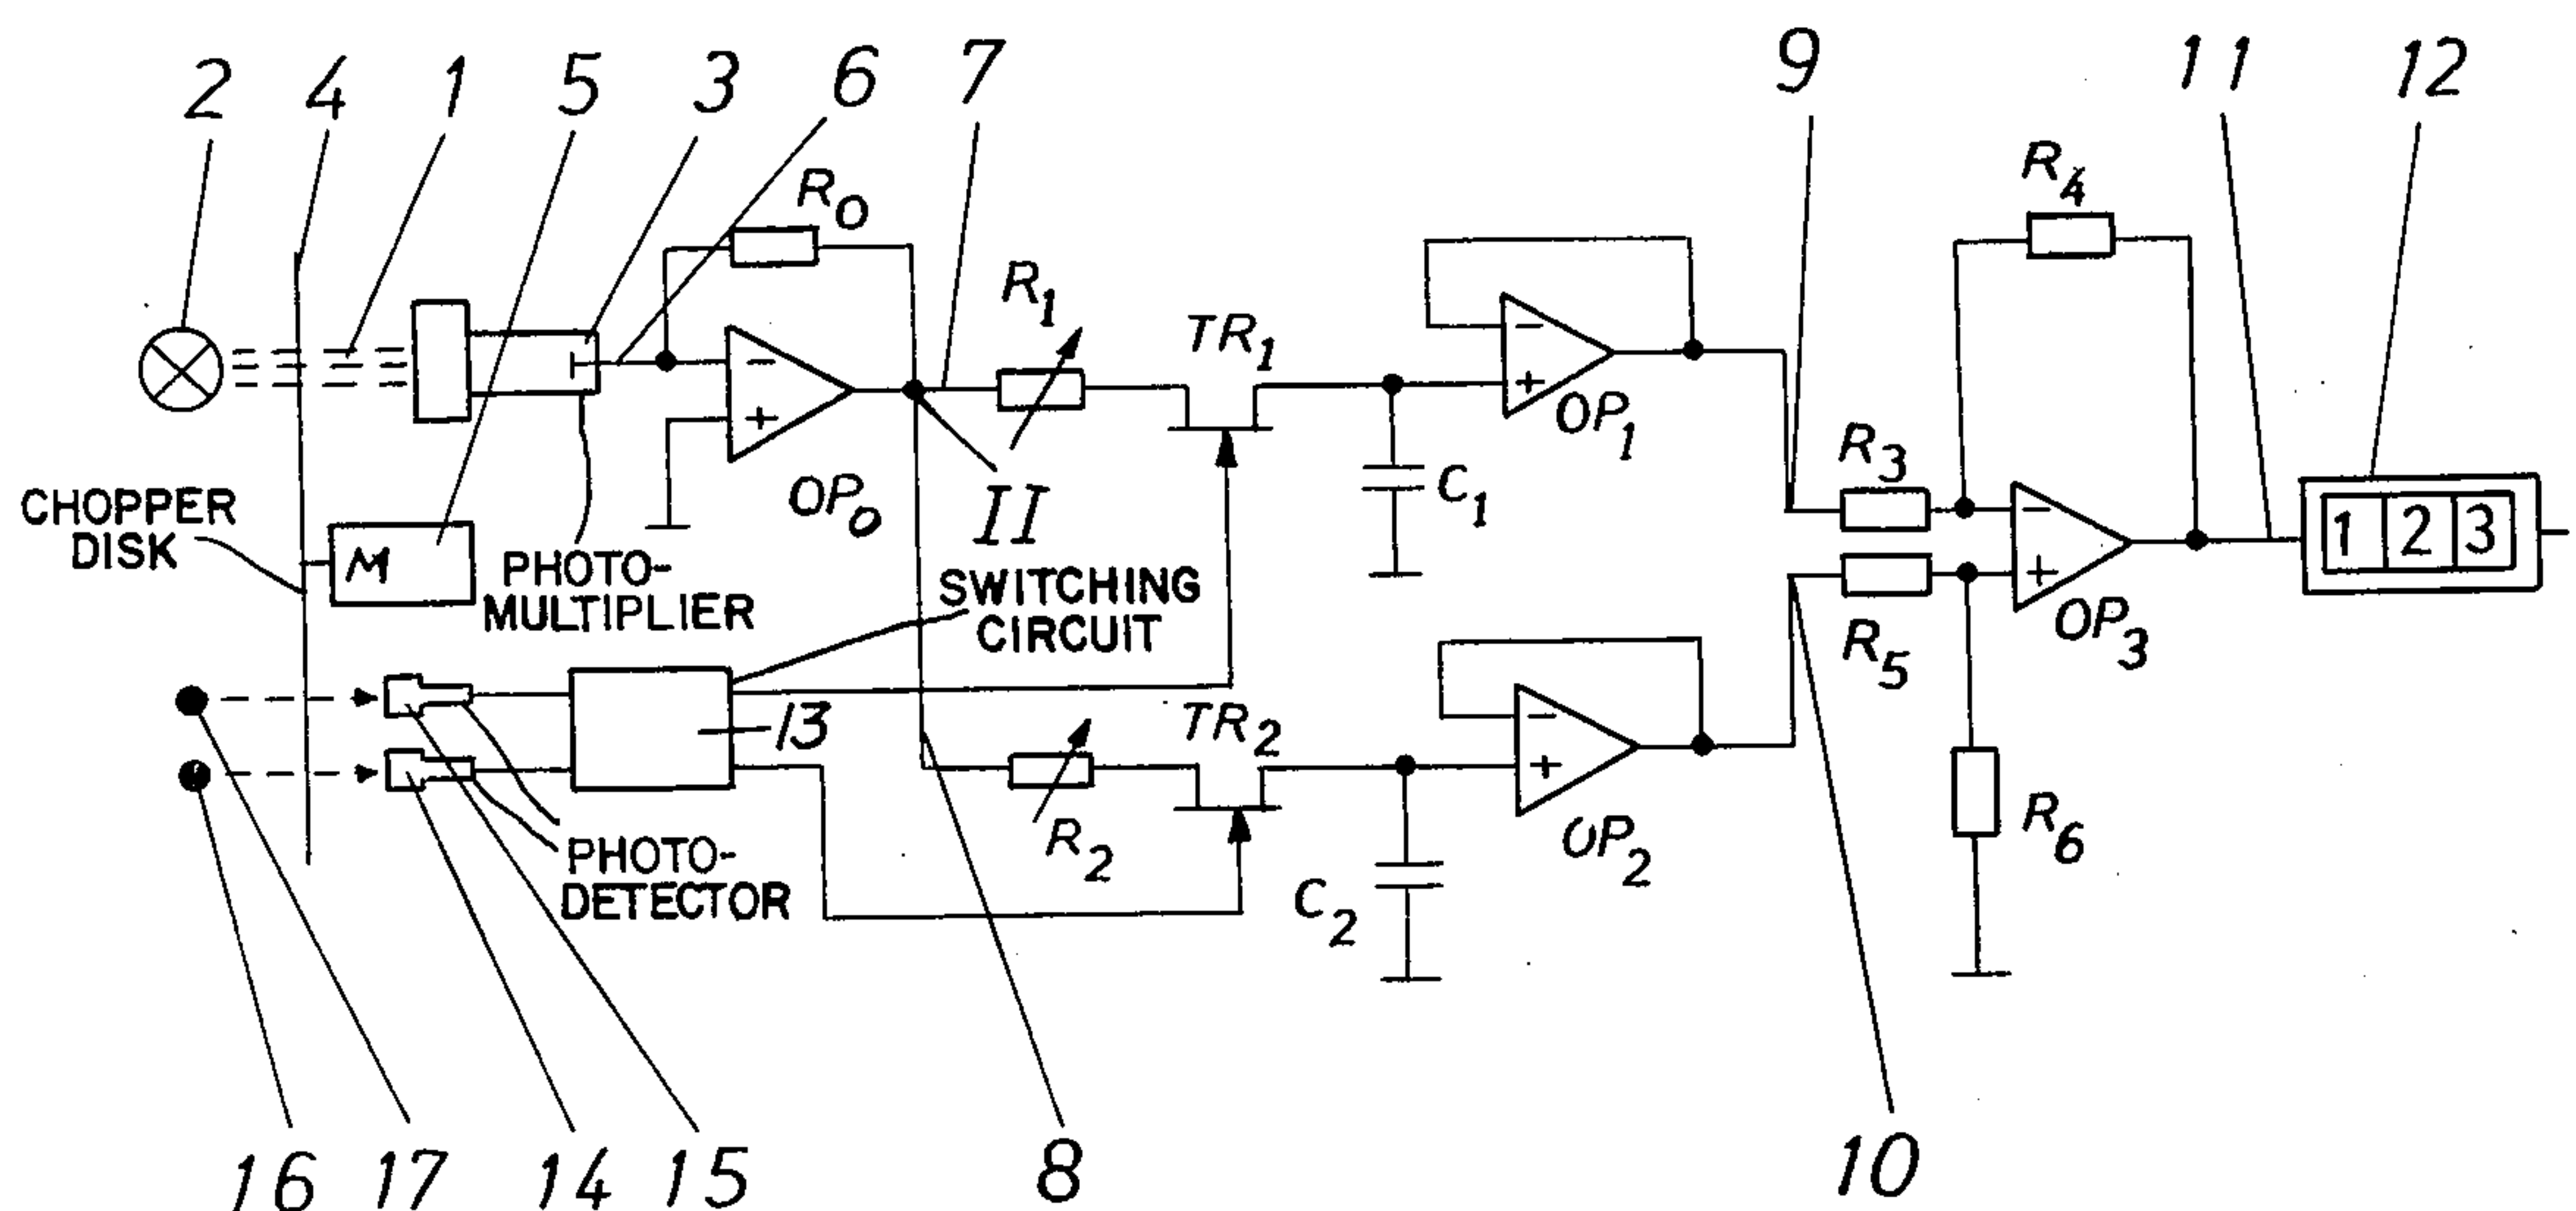 2 4 1 5 3 6 7 9 11 12
R0
R4
R1
TR1
- + OP1
- + OP0
II
C1
R3
- + OP3
1 2 3
CHOPPER
DISK
M
PHOTO-
MULTIPLIER
SWITCHING
CIRCUIT
R5
13
TR2
R2
- + OP2
C2
R6
PHOTO-
DETECTOR
16 17 14 15 8 10